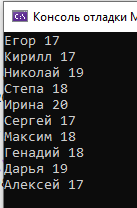 Консоль отладки M
Егор 17
Кирилл 17
Николай 19
Степа 18
Ирина 20
Сергей 17
Максим 18
Генадий 18
Дарья 19
Алексей 17